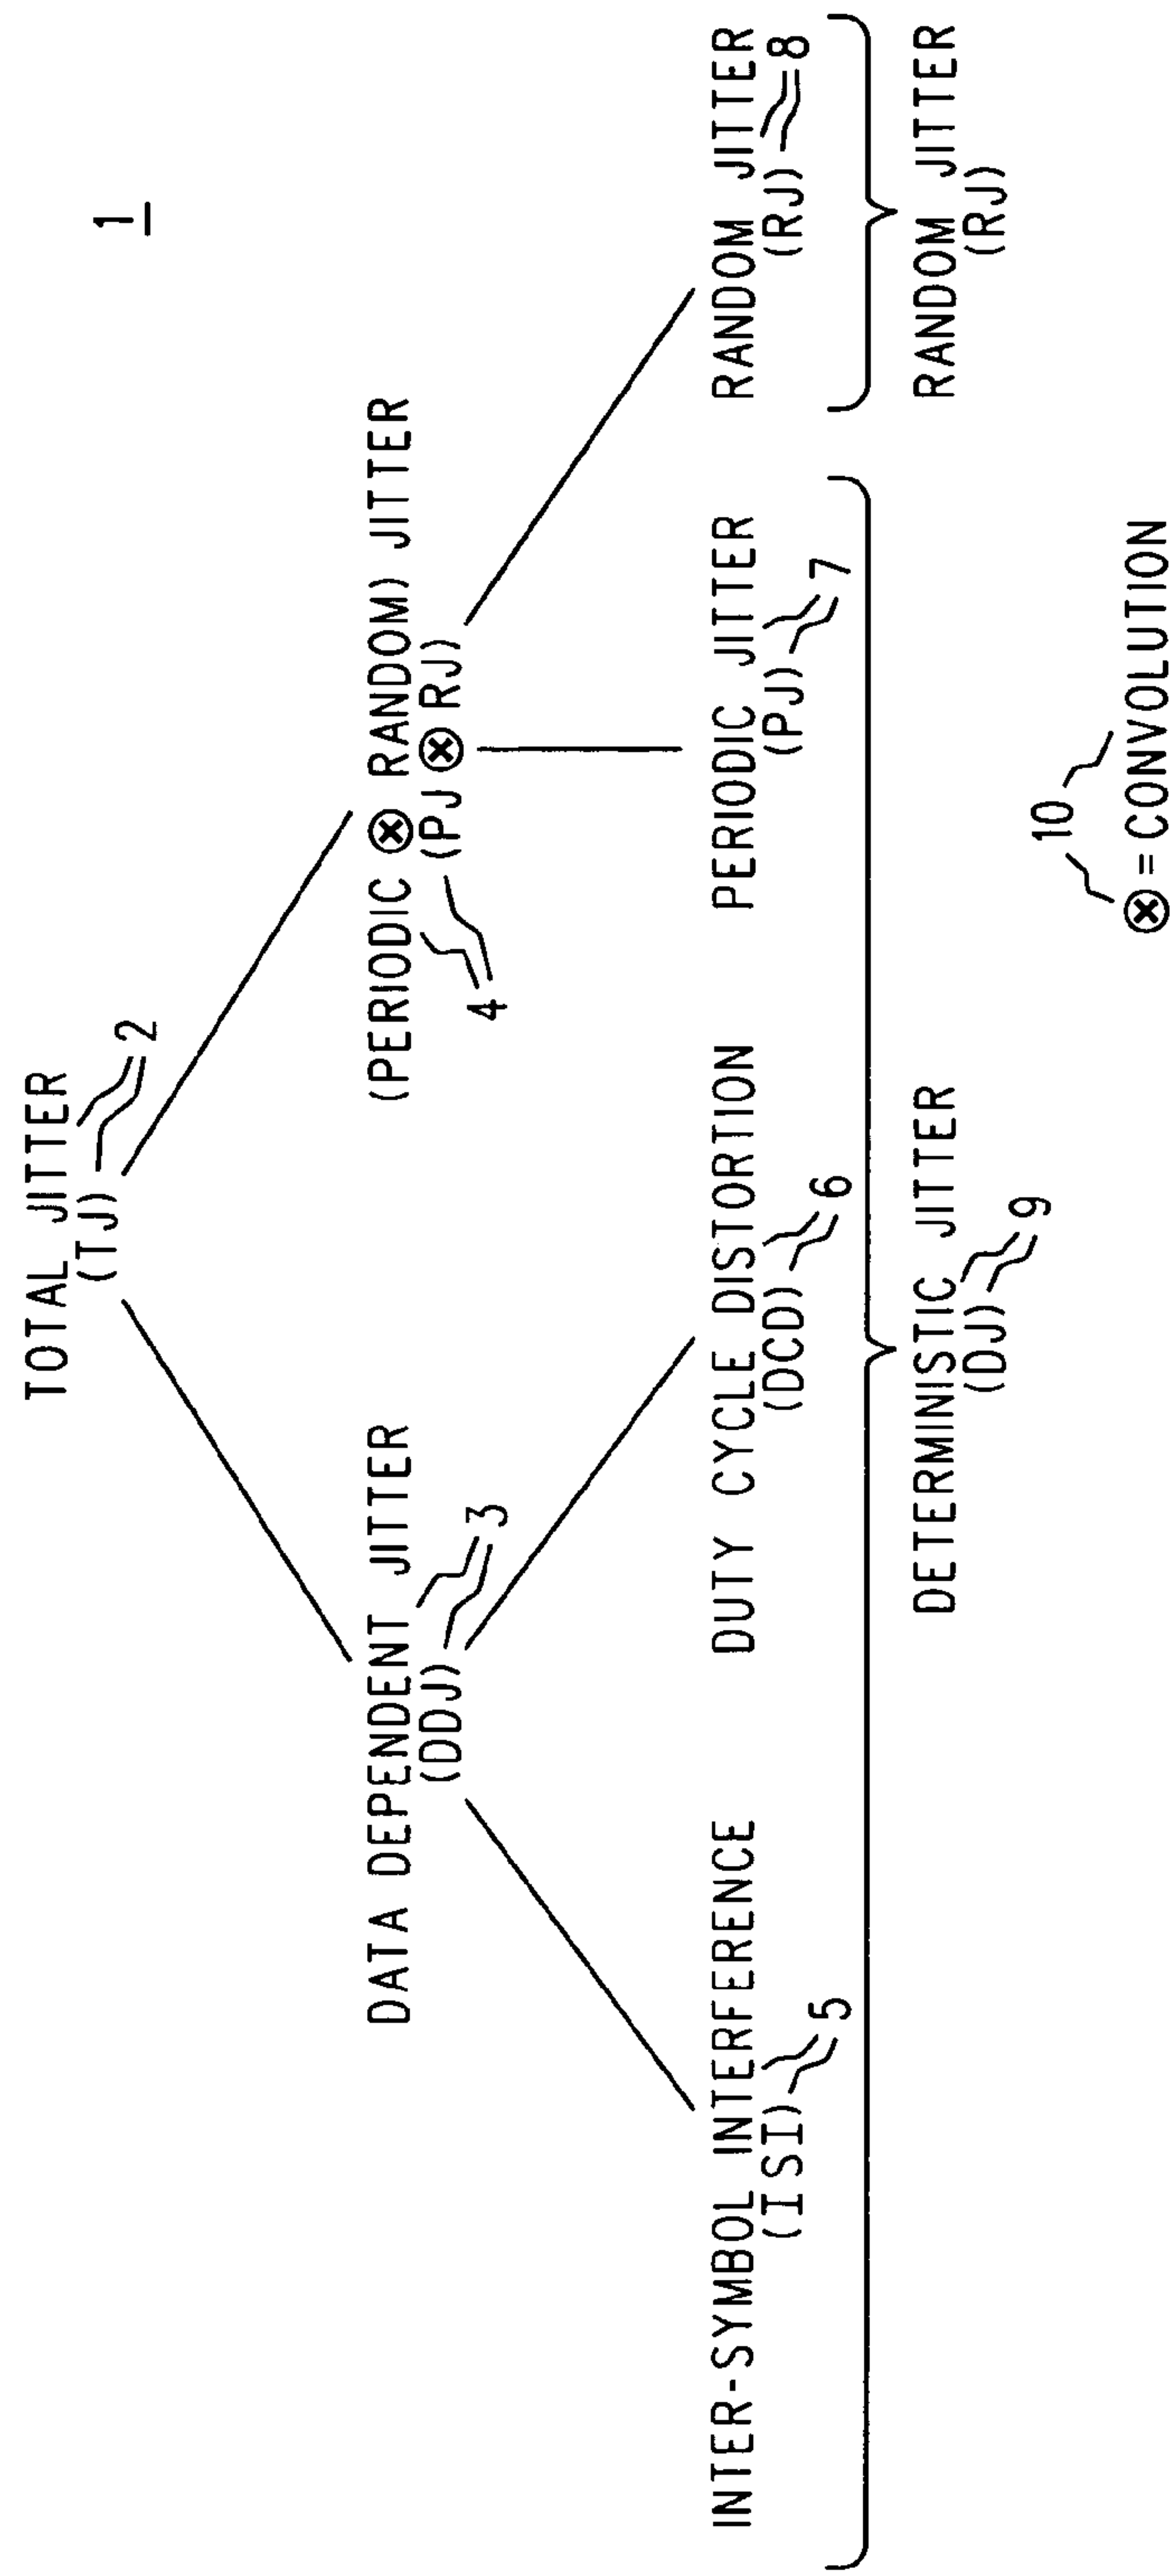 1
TOTAL JITTER
(TJ) 2
DATA DEPENDENT JITTER
(DDJ) 3
(PERIODIC ⊗ RANDOM) JITTER
4 (PJ ⊗ RJ)
INTER-SYMBOL INTERFERENCE
(ISI) 5
DUTY CYCLE DISTORTION
(DCD) 6
PERIODIC JITTER
(PJ) 7
RANDOM JITTER
(RJ) 8
DETERMINISTIC JITTER
(DJ) 9
RANDOM JITTER
(RJ)
10
⊗ = CONVOLUTION